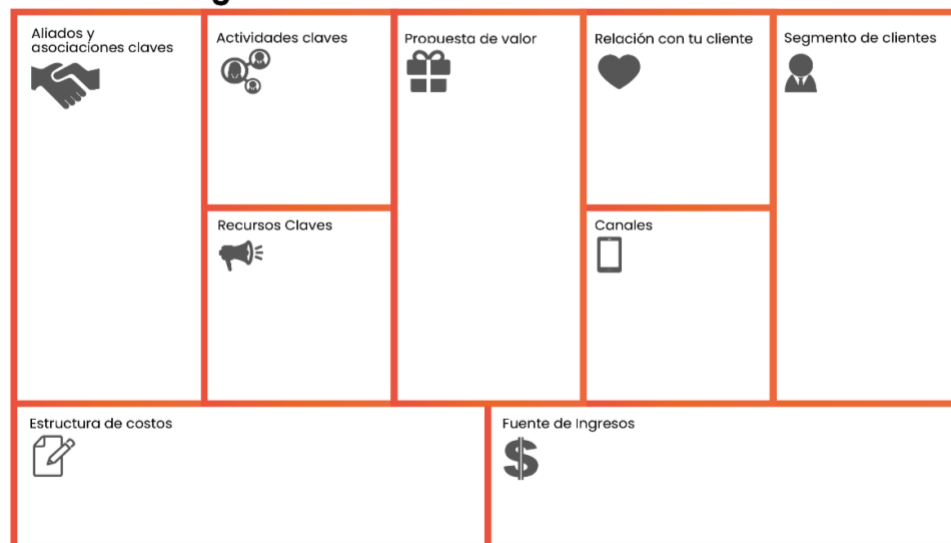 Aliados y
asociaciones claves
Actividades claves
Propuesta de valor
Relación con tu cliente
Segmento de clientes
Recursos Claves
Canales
Estructura de costos
Fuente de Ingresos
$